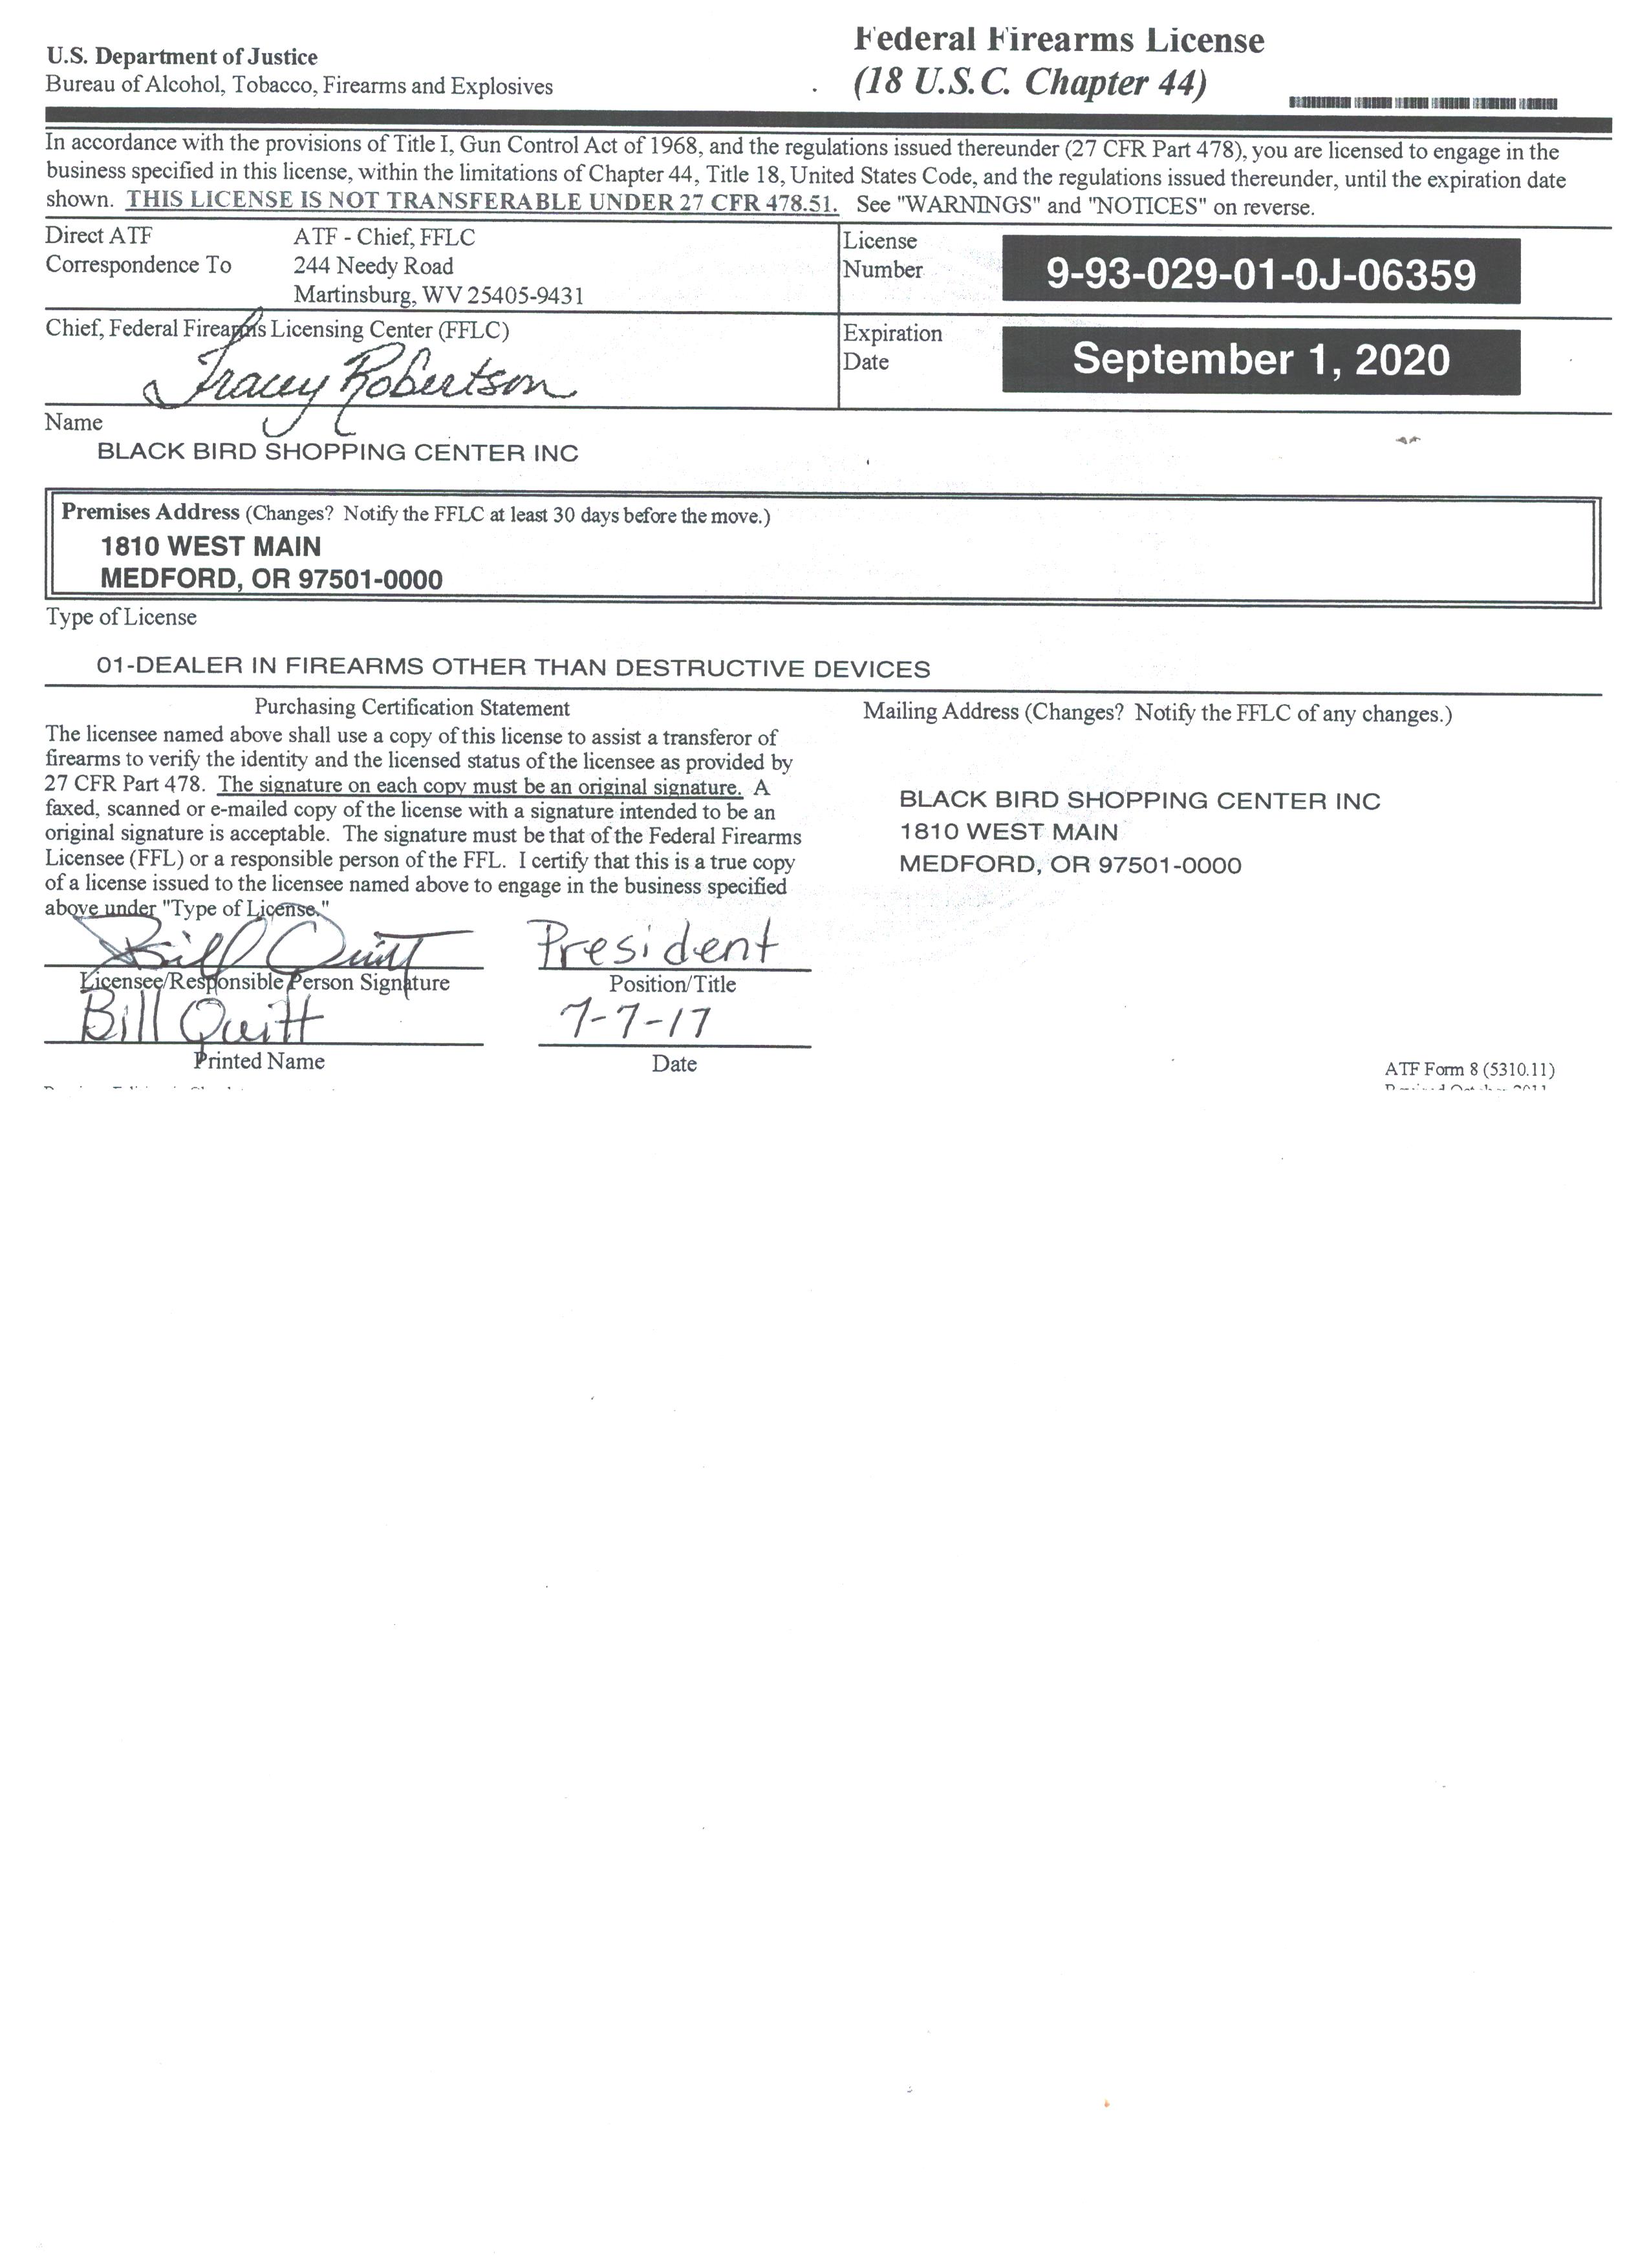 U.S. Department of Justice
Bureau of Alcohol, Tobacco, Firearms and Explosives
Federal Firearms License
(18 U.S.C. Chapter 44)
In accordance with the provisions of Title I, Gun Control Act of 1968, and the regulations issued thereunder (27 CFR Part 478), you are licensed to engage in the
business specified in this license, within the limitations of Chapter 44, Title 18, United States Code, and the regulations issued thereunder, until the expiration date
shown. THIS LICENSE IS NOT TRANSFERABLE UNDER 27 CFR 478.51. See "WARNINGS" and "NOTICES" on reverse.
Direct ATF
Correspondence To
ATF - Chief, FFLC
244 Needy Road
Martinsburg, WV 25405-9431
License
Number
9-93-029-01-0J-06359
Chief, Federal Firearms Licensing Center (FFLC)
Tracey Robertson
Expiration
Date
September 1, 2020
Name
BLACK BIRD SHOPPING CENTER INC
Premises Address (Changes? Notify the FFLC at least 30 days before the move.)
1810 WEST MAIN
MEDFORD, OR 97501-0000
Type of License
01-DEALER IN FIREARMS OTHER THAN DESTRUCTIVE DEVICES
Purchasing Certification Statement
The licensee named above shall use a copy of this license to assist a transferor of
firearms to verify the identity and the licensed status of the licensee as provided by
27 CFR Part 478. The signature on each copy must be an original signature. A
faxed, scanned or e-mailed copy of the license with a signature intended to be an
original signature is acceptable. The signature must be that of the Federal Firearms
Licensee (FFL) or a responsible person of the FFL. I certify that this is a true copy
of a license issued to the licensee named above to engage in the business specified
above under "Type of License."
Mailing Address (Changes? Notify the FFLC of any changes.)
BLACK BIRD SHOPPING CENTER INC
1810 WEST MAIN
MEDFORD, OR 97501-0000
Bill Quitt
Licensee/Responsible Person Signature
President
Position/Title
Bill Quitt
Printed Name
7-7-17
Date
ATF Form 8 (5310.11)